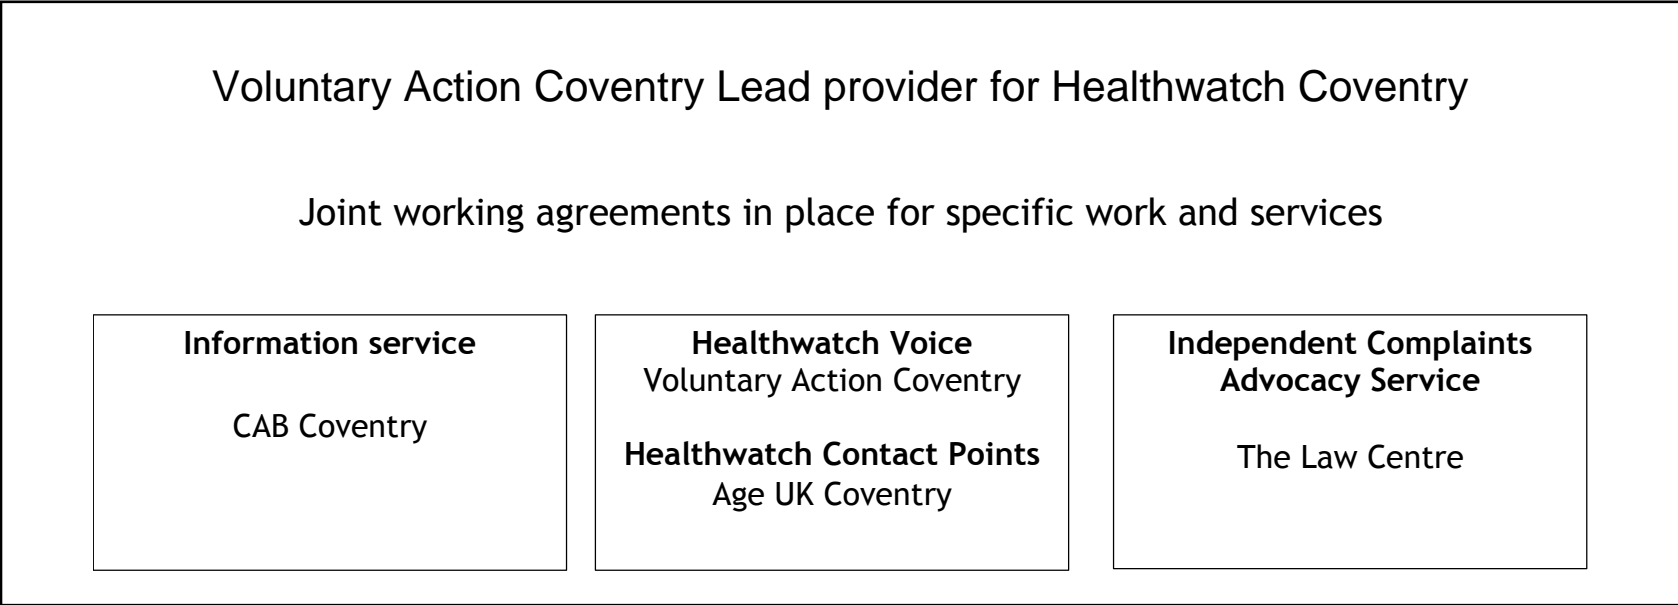 Voluntary Action Coventry Lead provider for Healthwatch Coventry
Joint working agreements in place for specific work and services
Information service
CAB Coventry
Healthwatch Voice
Voluntary Action Coventry
Healthwatch Contact Points
Age UK Coventry
Independent Complaints
Advocacy Service
The Law Centre